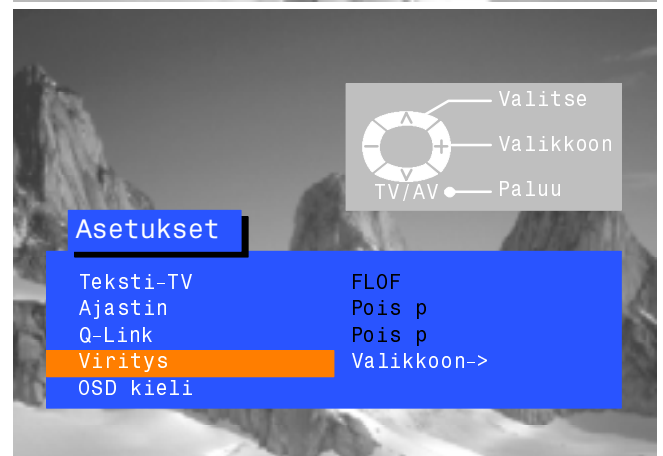 Valitse
Valikkoon
TV/AV Paluu
Asetukset
Teksti-TV FLOF
Ajastin Pois p
Q-Link Pois p
Viritys Valikkoon->
OSD kieli